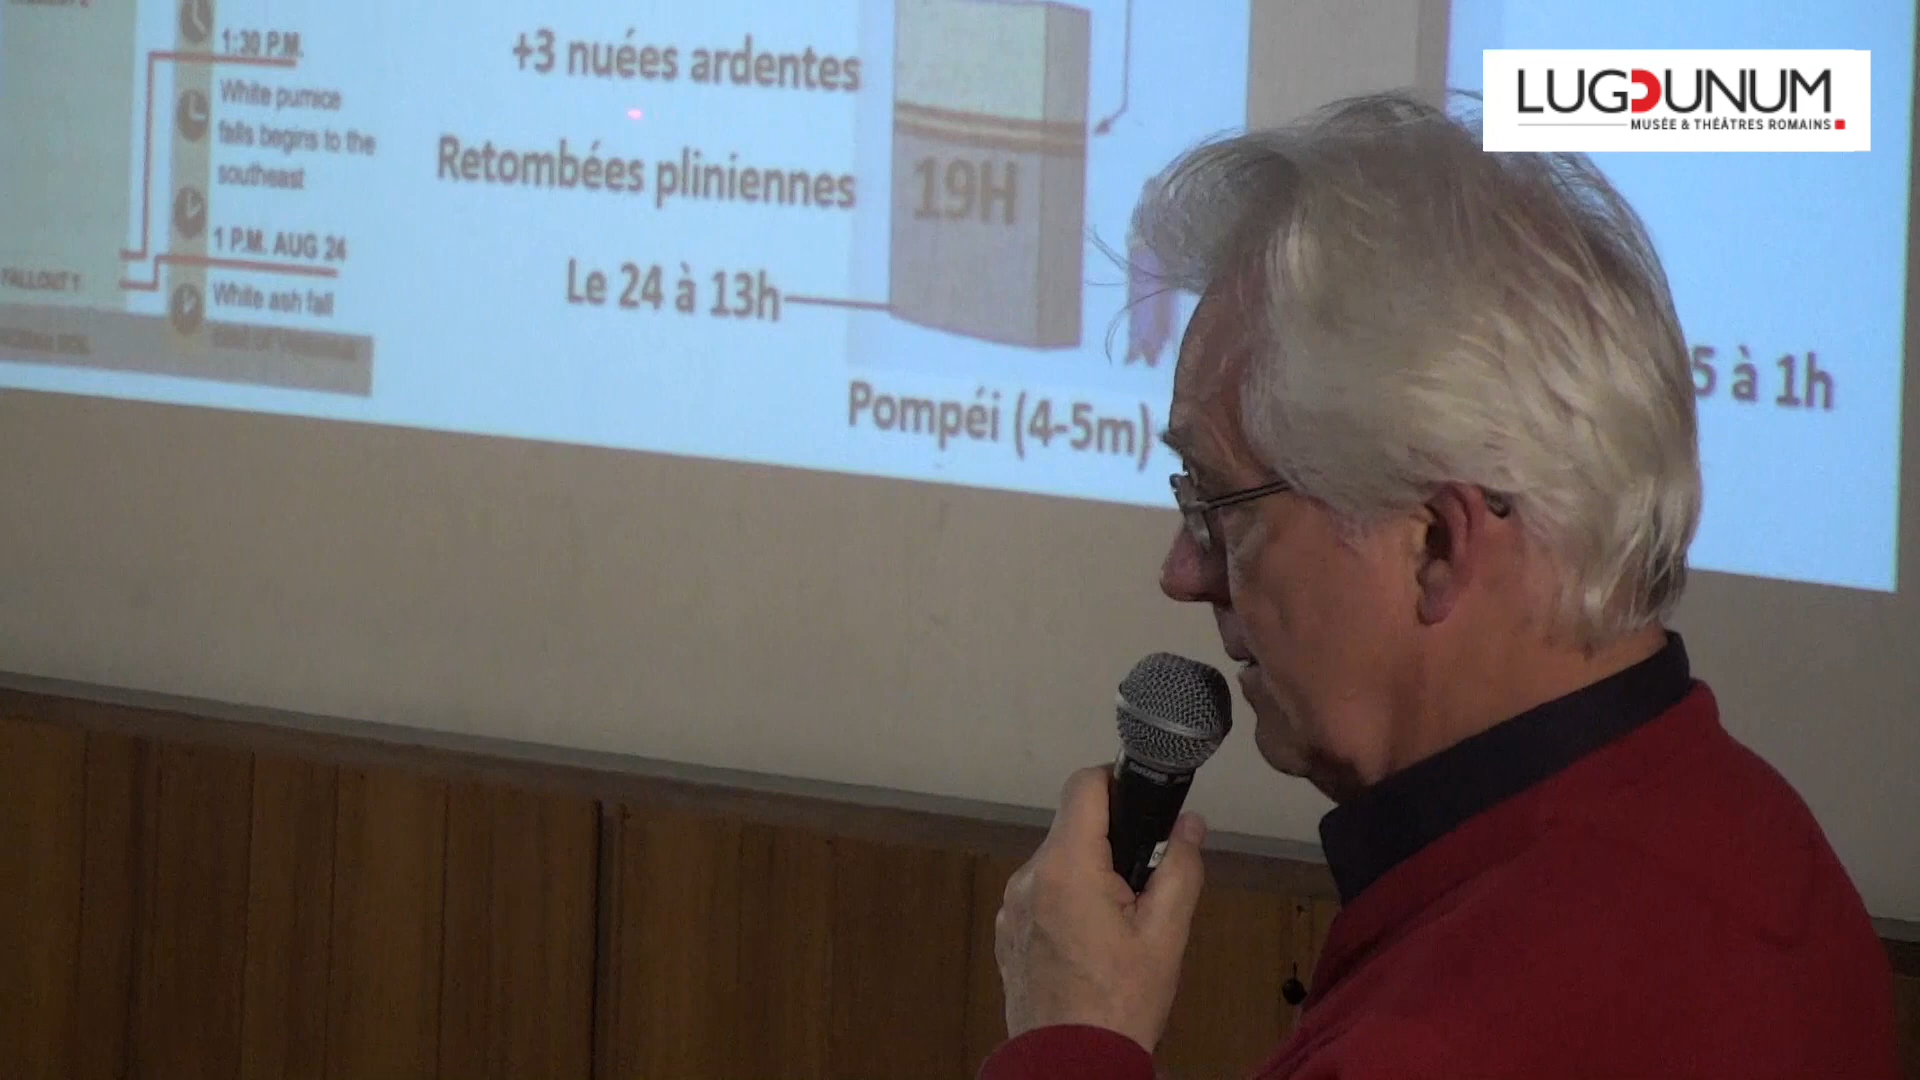 1:30 P.M.
White pumice
falls begins to the
southeast
1 P.M. AUG 24
FALLOUT 1
White ash fall
+3 nuées ardentes
Retombées pliniennes
19H
Le 24 à 13h
Pompéi (4-5m)
5 à 1h
LUGDUNUM
MUSÉE & THÉÂTRES ROMAINS